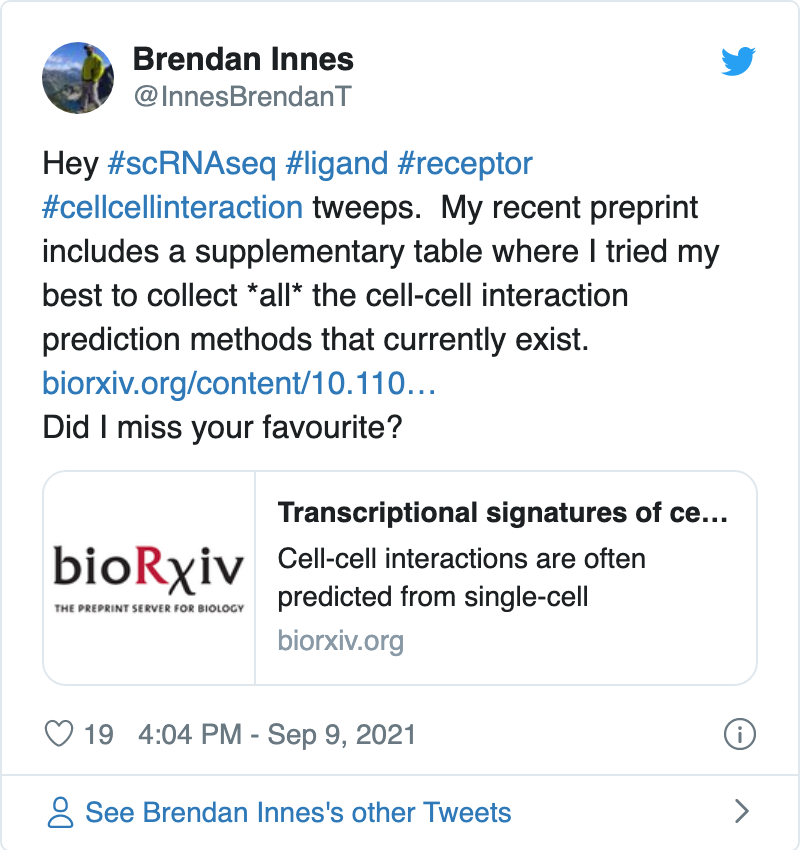 Brendan Innes
@InnesBrendanT
Hey #scRNAseq #ligand #receptor
#cellcellinteraction tweeps.  My recent preprint
includes a supplementary table where I tried my
best to collect *all* the cell-cell interaction
prediction methods that currently exist.
biorxiv.org/content/10.110…
Did I miss your favourite?
bioRχiv
THE PREPRINT SERVER FOR BIOLOGY
Transcriptional signatures of ce…
Cell-cell interactions are often
predicted from single-cell
biorxiv.org
19 4:04 PM - Sep 9, 2021
See Brendan Innes's other Tweets